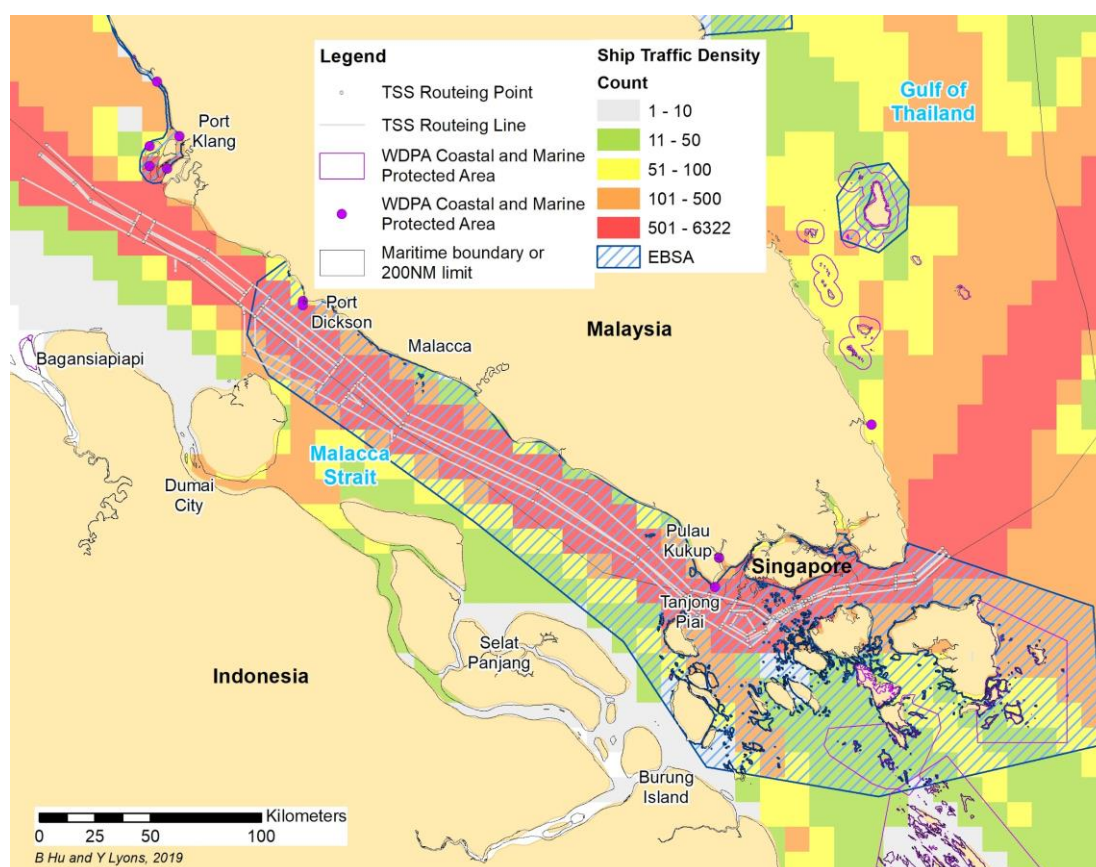 Legend
TSS Routeing Point
TSS Routeing Line
WDPA Coastal and Marine
Protected Area
WDPA Coastal and Marine
Protected Area
Maritime boundary or
200NM limit
Ship Traffic Density
Count
1 - 10
11 - 50
51 - 100
101 - 500
501 - 6322
EBSA
Gulf of
Thailand
Port
Klang
Port
Dickson
Malaysia
Malacca
Bagansiapiapi
Malacca
Strait
Dumai
City
Pulau
Kukup
Singapore
Tanjong
Piai
Selat
Panjang
Indonesia
Burung
Island
Kilometers
0 25 50 100
B Hu and Y Lyons, 2019